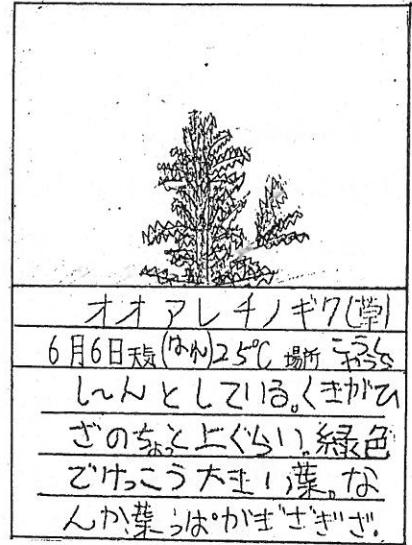 オオアレチノギク(草)
6月6日天気(はれ)25℃ 場所
し〜んとしている。くきがひ
ざのちょっと上ぐらい。緑色
でけっこう大きい葉。な
んか葉っぱがぎざぎざ。